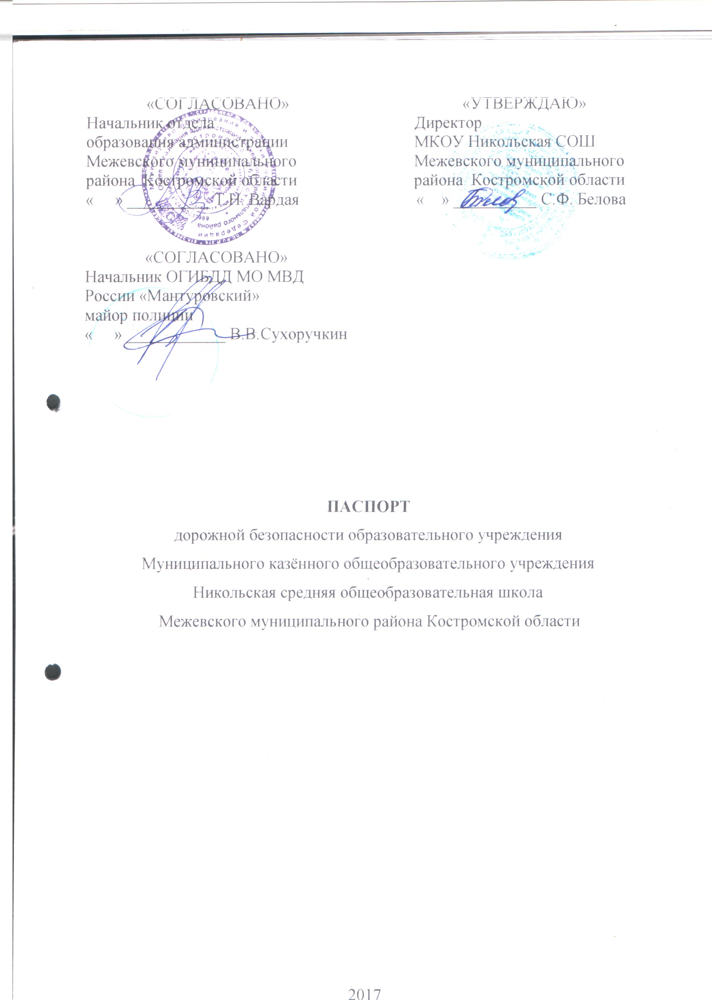 «СОГЛАСОВАНО»
Начальник отдела
образования администрации
Межевского муниципального
района Костромской области
« » __________ Т.Н. Вардая
«УТВЕРЖДАЮ»
Директор
МКОУ Никольская СОШ
Межевского муниципального
района Костромской области
« » __________ С.Ф. Белова
«СОГЛАСОВАНО»
Начальник ОГИБДД МО МВД
России «Мантуровский»
майор полиции
« » ____________ В.В.Сухоручкин
ПАСПОРТ
дорожной безопасности образовательного учреждения
Муниципального казённого общеобразовательного учреждения
Никольская средняя общеобразовательная школа
Межевского муниципального района Костромской области
2017